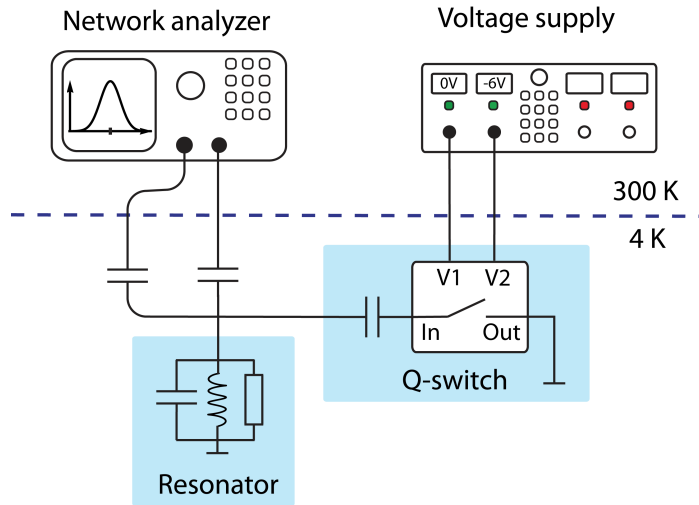 Network analyzer
Voltage supply
0V
-6V
300 K
4 K
V1 V2
In Out
Q-switch
Resonator